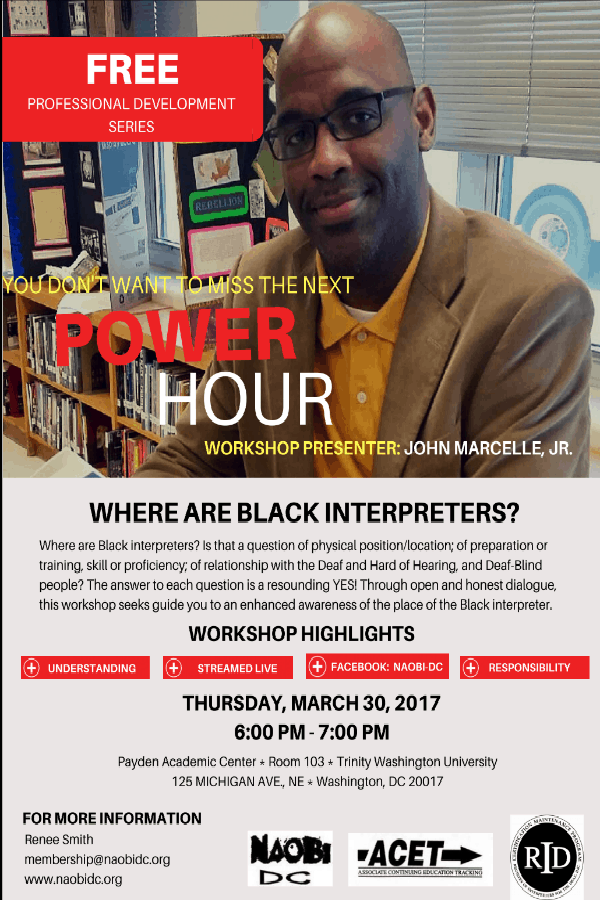 FREE
PROFESSIONAL DEVELOPMENT
SERIES
REBELLION
YOU DON'T WANT TO MISS THE NEXT
POWER
HOUR
WORKSHOP PRESENTER: JOHN MARCELLE, JR.
WHERE ARE BLACK INTERPRETERS?
Where are Black interpreters? Is that a question of physical position/location; of preparation or
training, skill or proficiency; of relationship with the Deaf and Hard of Hearing, and Deaf-Blind
people? The answer to each question is a resounding YES! Through open and honest dialogue,
this workshop seeks guide you to an enhanced awareness of the place of the Black interpreter.
WORKSHOP HIGHLIGHTS
UNDERSTANDING
STREAMED LIVE
FACEBOOK: NAOBI-DC
RESPONSIBILITY
THURSDAY, MARCH 30, 2017
6:00 PM - 7:00 PM
Payden Academic Center * Room 103 * Trinity Washington University
125 MICHIGAN AVE., NE * Washington, DC 20017
FOR MORE INFORMATION
Renee Smith
membership@naobidc.org
www.naobidc.org
NAOBI
DC
ACET
ASSOCIATE CONTINUING EDUCATION TRACKING
CERTIFICATION MAINTENANCE PROGRAM
RID